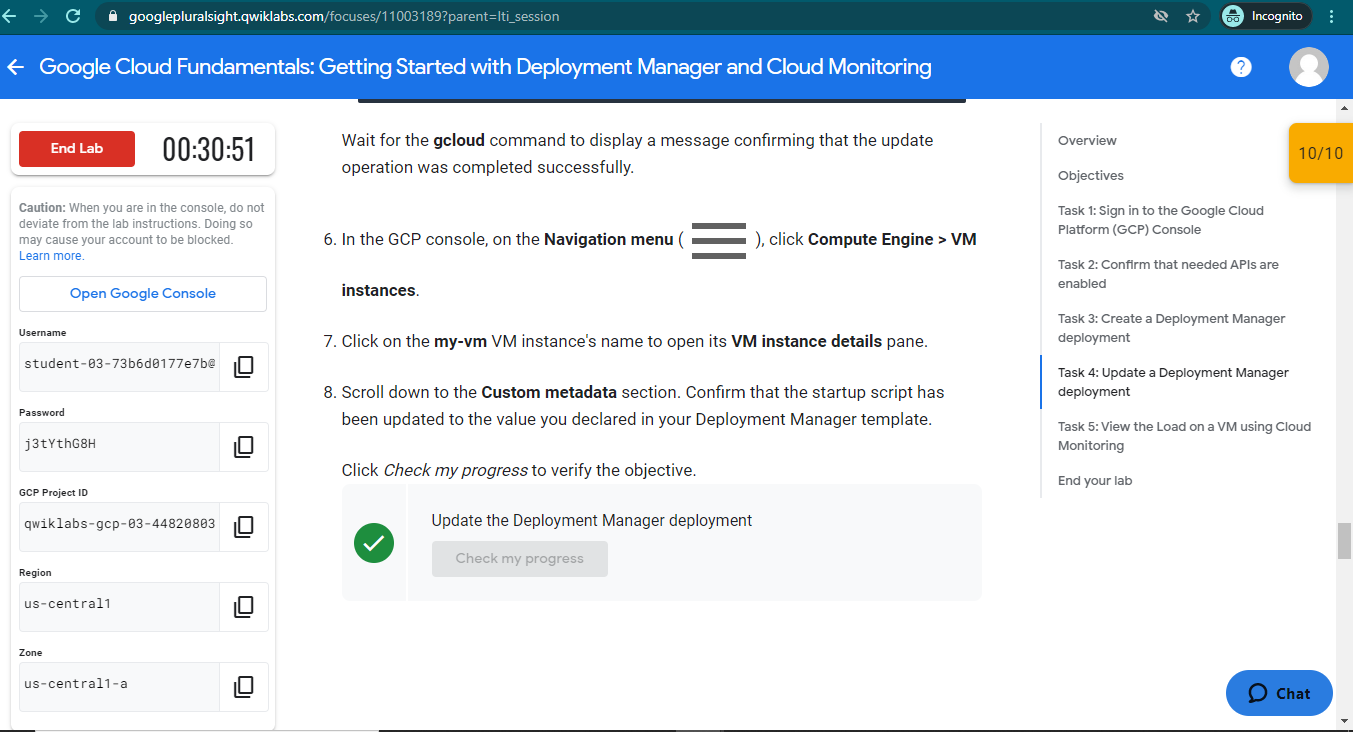 googlepluralsight.qwiklabs.com/focuses/11003189?parent=lti_session
Incognito
Google Cloud Fundamentals: Getting Started with Deployment Manager and Cloud Monitoring
?
End Lab
00:30:51
Caution: When you are in the console, do not
deviate from the lab instructions. Doing so
may cause your account to be blocked.
Learn more.
Open Google Console
Username
student-03-73b6d0177e7b@
Password
j3tYthG8H
GCP Project ID
qwiklabs-gcp-03-44820803
Region
us-central1
Zone
us-central1-a
Wait for the gcloud command to display a message confirming that the update
operation was completed successfully.
6. In the GCP console, on the Navigation menu ( ), click Compute Engine > VM
instances.
7. Click on the my-vm VM instance's name to open its VM instance details pane.
8. Scroll down to the Custom metadata section. Confirm that the startup script has
been updated to the value you declared in your Deployment Manager template.
Click Check my progress to verify the objective.
Update the Deployment Manager deployment
Check my progress
Overview
Objectives
Task 1: Sign in to the Google Cloud
Platform (GCP) Console
Task 2: Confirm that needed APIs are
enabled
Task 3: Create a Deployment Manager
deployment
Task 4: Update a Deployment Manager
deployment
Task 5: View the Load on a VM using Cloud
Monitoring
End your lab
10/10
Chat